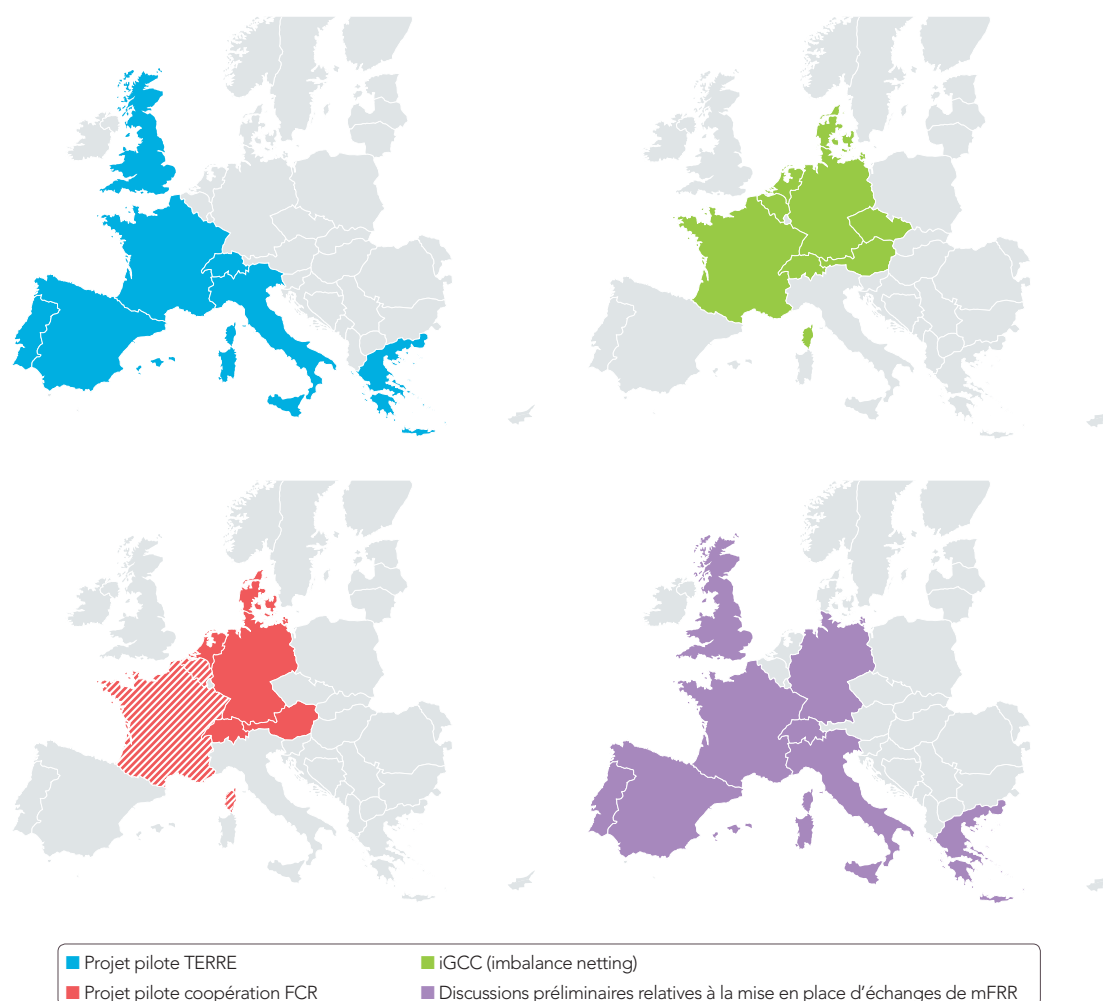 Projet pilote TERRE
iGCC (imbalance netting)
Projet pilote coopération FCR
Discussions préliminaires relatives à la mise en place d'échanges de mFRR